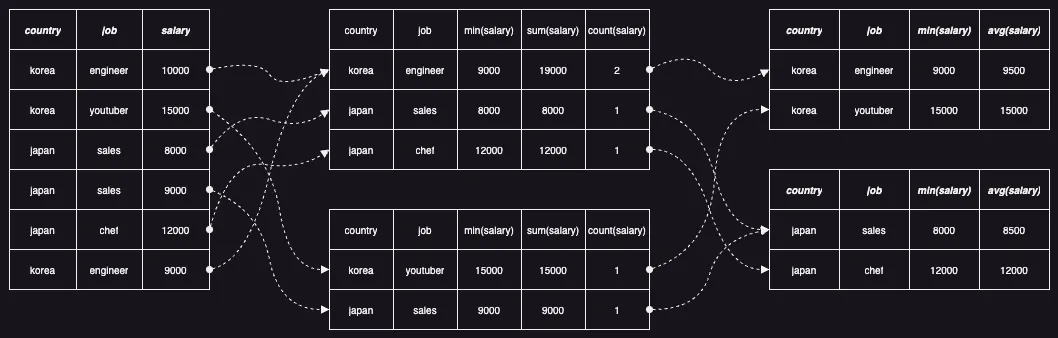 country job salary
korea engineer 10000
korea youtuber 15000
japan sales 8000
japan sales 9000
japan chef 12000
korea engineer 9000
country job min(salary) sum(salary) count(salary)
korea engineer 9000 19000 2
japan sales 8000 8000 1
japan chef 12000 12000 1
country job min(salary) sum(salary) count(salary)
korea youtuber 15000 15000 1
japan sales 9000 9000 1
country job min(salary) avg(salary)
korea engineer 9000 9500
korea youtuber 15000 15000
country job min(salary) avg(salary)
japan sales 8000 8500
japan chef 12000 12000